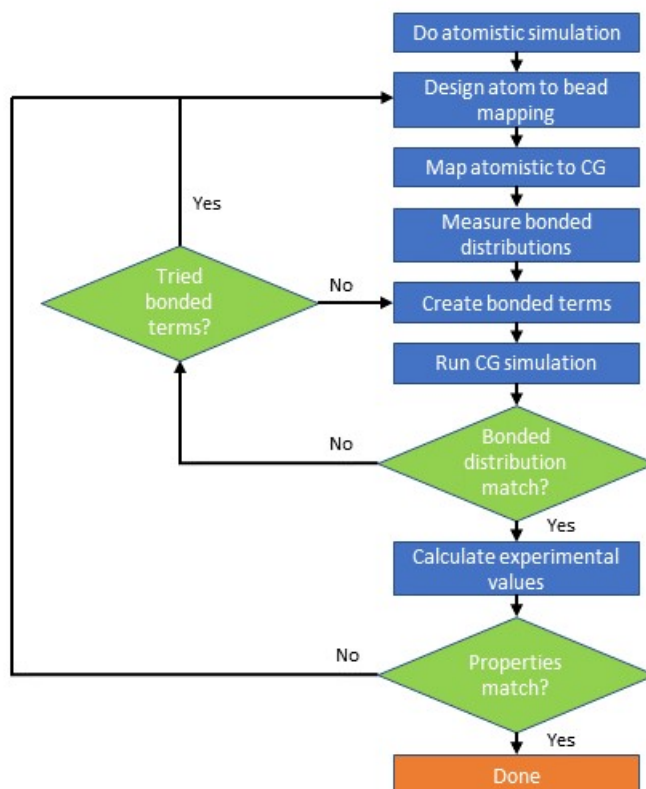 Do atomistic simulation
Design atom to bead
mapping
Map atomistic to CG
Yes
Measure bonded
distributions
Tried
bonded
terms?
No
Create bonded terms
Run CG simulation
No
Bonded
distribution
match?
Yes
Calculate experimental
values
No
Properties
match?
Yes
Done